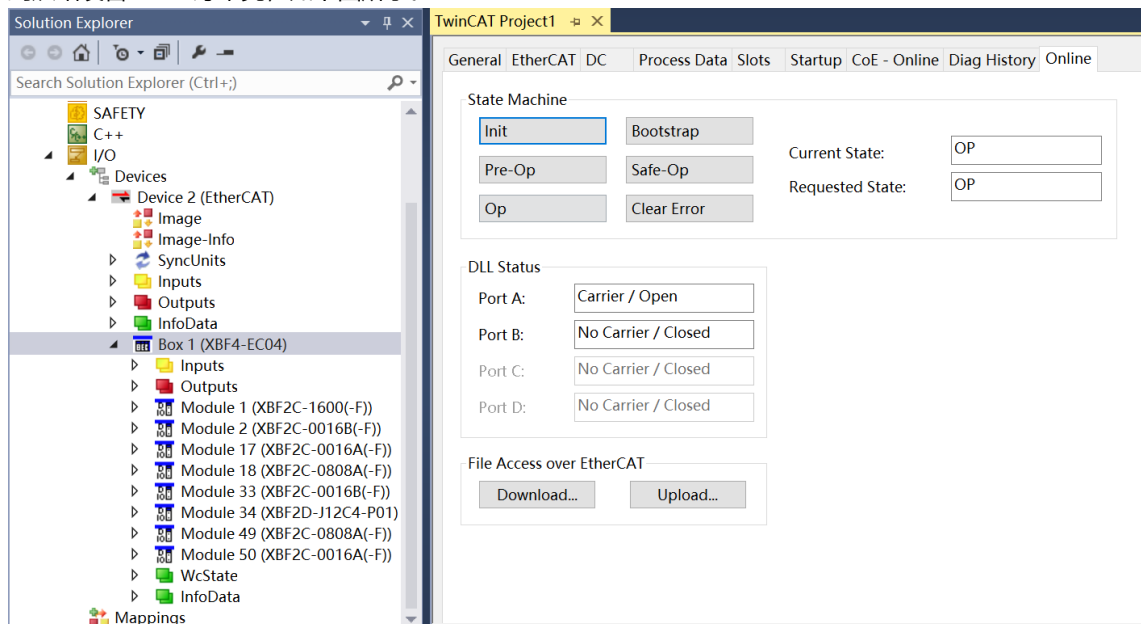 Solution Explorer
Search Solution Explorer (Ctrl+;)
SAFETY
C++
I/O
Devices
Device 2 (EtherCAT)
Image
Image-Info
SyncUnits
Inputs
Outputs
InfoData
Box 1 (XBF4-EC04)
Inputs
Outputs
Module 1 (XBF2C-1600(-F))
Module 2 (XBF2C-0016B(-F))
Module 17 (XBF2C-0016A(-F))
Module 18 (XBF2C-0808A(-F))
Module 33 (XBF2C-0016B(-F))
Module 34 (XBF2D-J12C4-P01)
Module 49 (XBF2C-0808A(-F))
Module 50 (XBF2C-0016A(-F))
WcState
InfoData
Mappings
TwinCAT Project1
General EtherCAT DC Process Data Slots Startup CoE - Online Diag History Online
State Machine
Init Bootstrap
Pre-Op Safe-Op
Op Clear Error
Current State: OP
Requested State: OP
DLL Status
Port A: Carrier / Open
Port B: No Carrier / Closed
Port C: No Carrier / Closed
Port D: No Carrier / Closed
File Access over EtherCAT
Download... Upload...